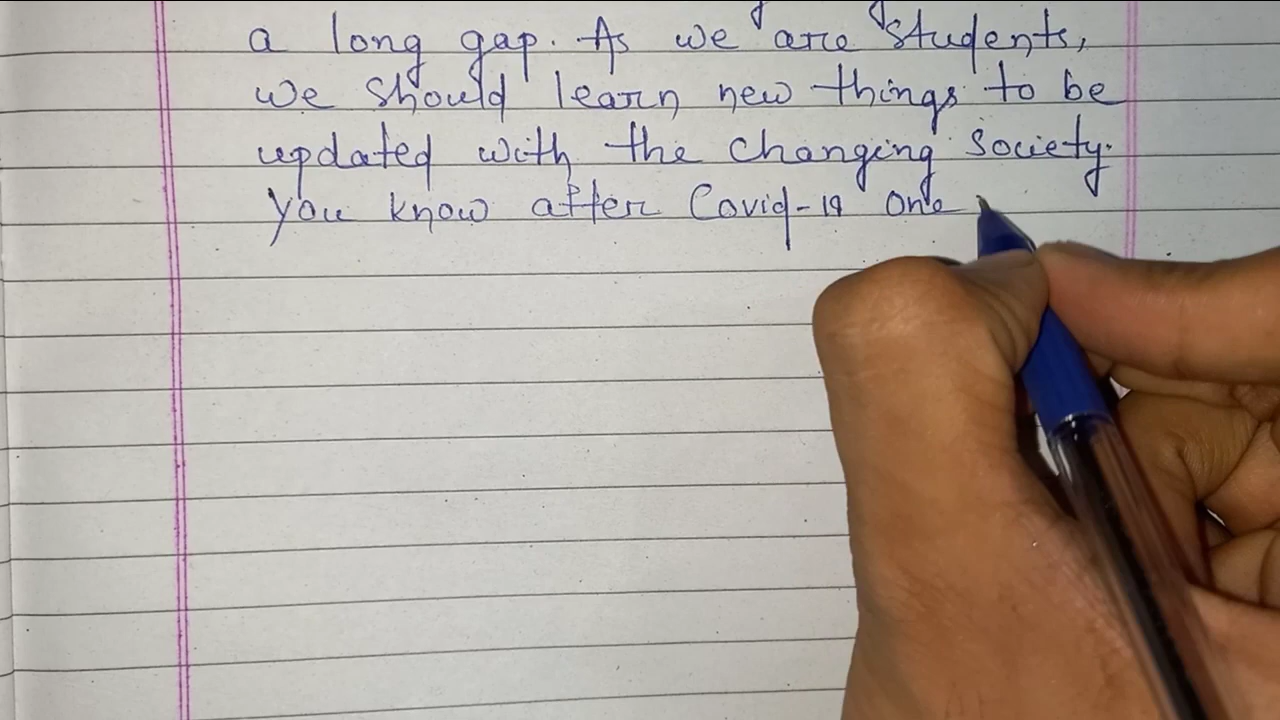 a long gap. As we are students,
we should learn new things to be
updated with the changing society.
You know after Covid-19 one